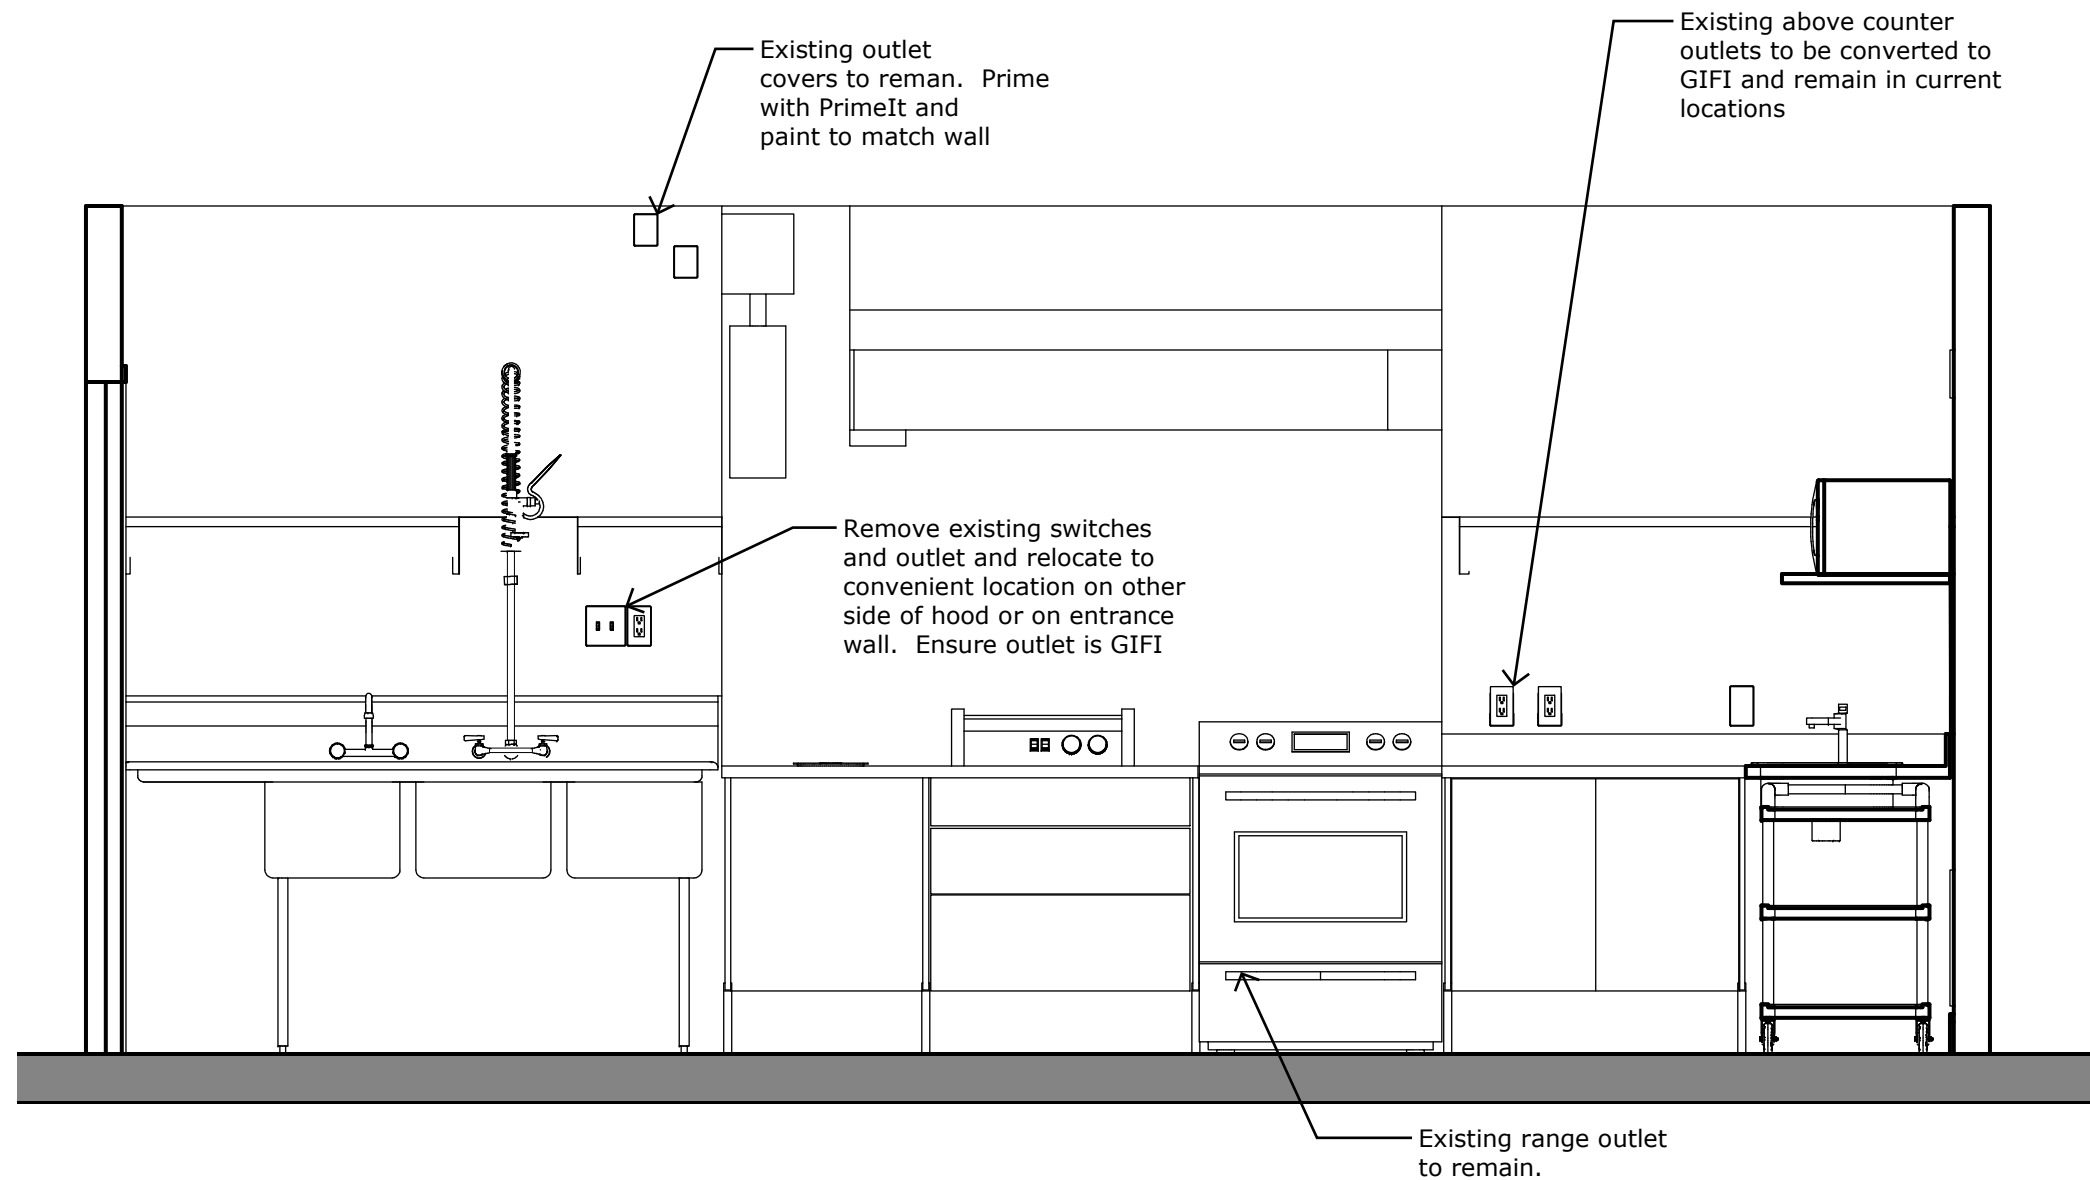 Existing outlet
covers to reman.  Prime
with PrimeIt and
paint to match wall
Existing above counter
outlets to be converted to
GIFI and remain in current
locations
Remove existing switches
and outlet and relocate to
convenient location on other
side of hood or on entrance
wall.  Ensure outlet is GIFI
Existing range outlet
to remain.